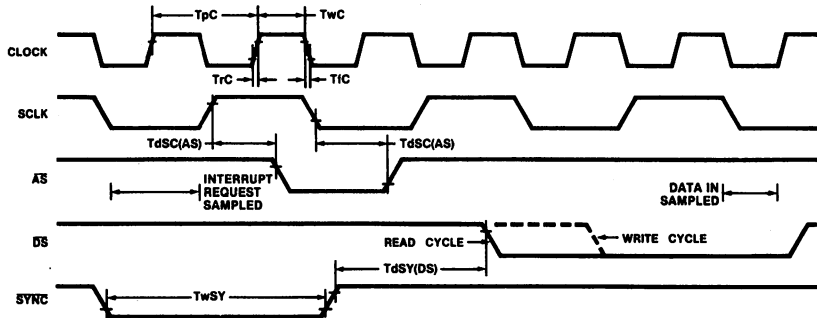 TpC TwC
CLOCK
TrC TfC
SCLK
TdSC(AS) TdSC(AS)
AS
INTERRUPT
REQUEST
SAMPLED
DATA IN
SAMPLED
DS
READ CYCLE WRITE CYCLE
TdSY(DS)
SYNC
TwSY